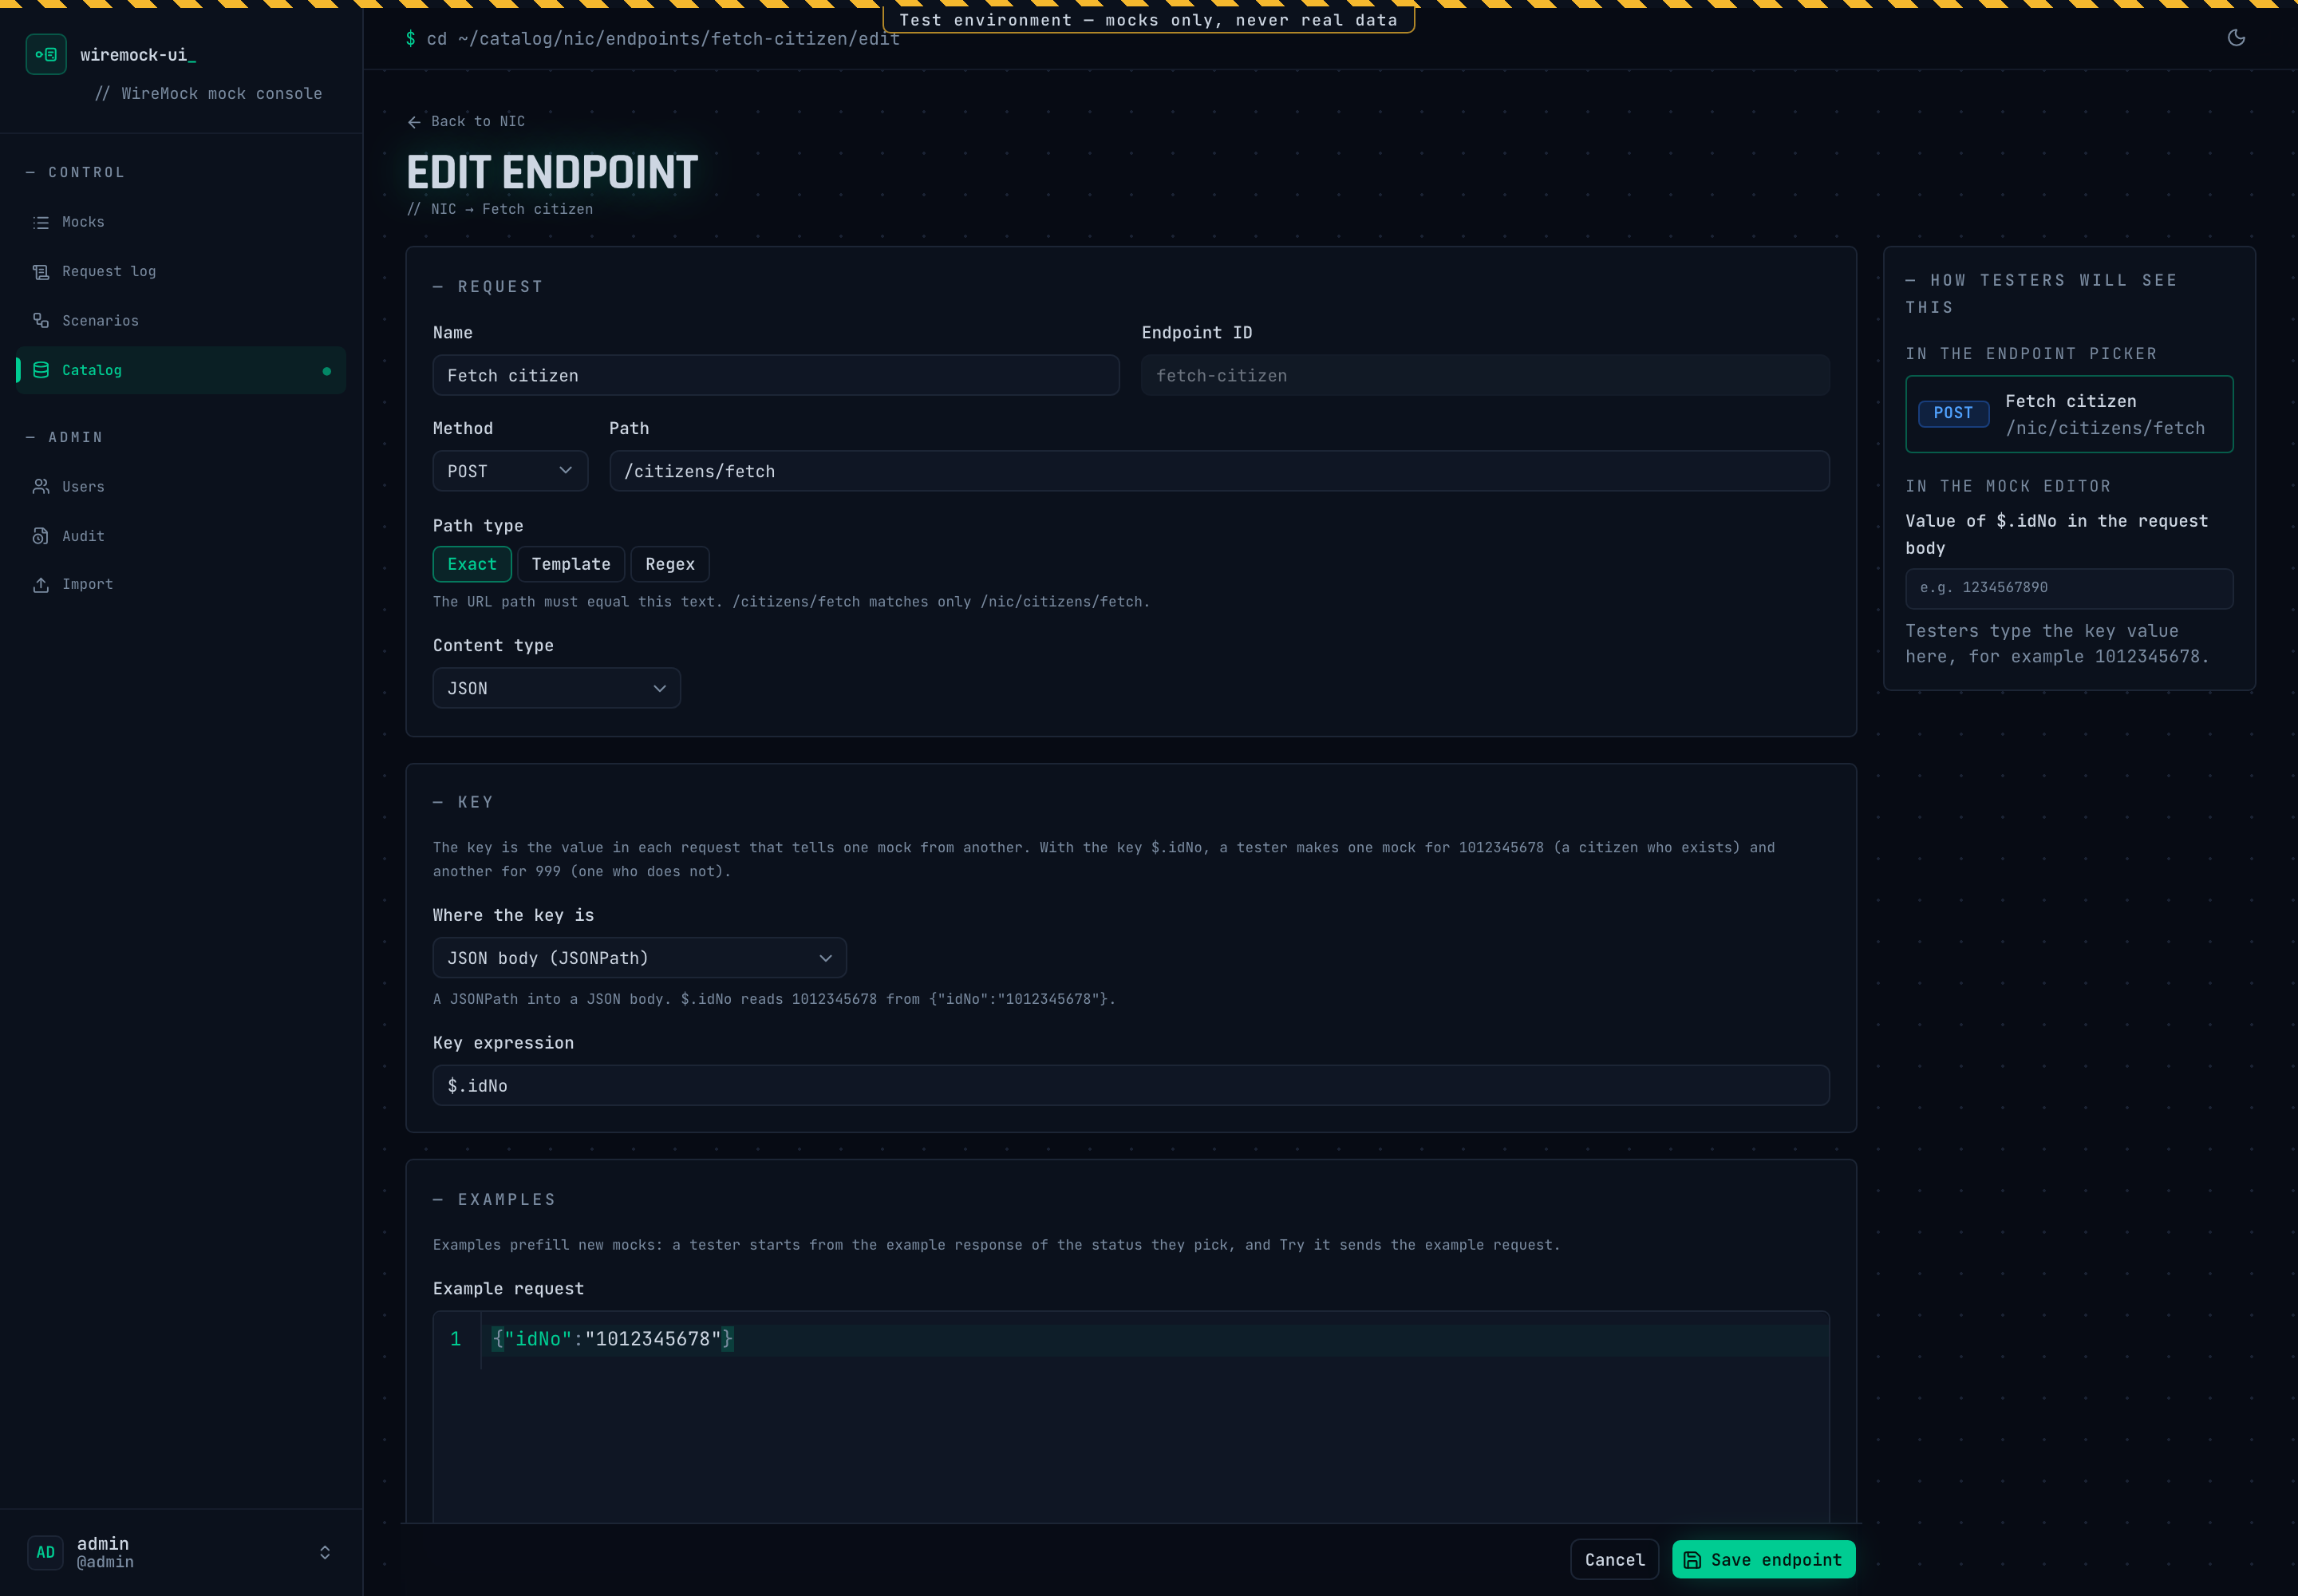 Test environment — mocks only, never real data
wiremock-ui_
// WireMock mock console
$ cd ~/catalog/nic/endpoints/fetch-citizen/edit
— CONTROL
Mocks
Request log
Scenarios
Catalog
— ADMIN
Users
Audit
Import
AD
admin
@admin
← Back to NIC
EDIT ENDPOINT
// NIC → Fetch citizen
— REQUEST
Name
Endpoint ID
Fetch citizen
fetch-citizen
Method
Path
POST
/citizens/fetch
Path type
Exact
Template
Regex
The URL path must equal this text. /citizens/fetch matches only /nic/citizens/fetch.
Content type
JSON
— KEY
The key is the value in each request that tells one mock from another. With the key $.idNo, a tester makes one mock for 1012345678 (a citizen who exists) and
another for 999 (one who does not).
Where the key is
JSON body (JSONPath)
A JSONPath into a JSON body. $.idNo reads 1012345678 from {"idNo":"1012345678"}.
Key expression
$.idNo
— EXAMPLES
Examples prefill new mocks: a tester starts from the example response of the status they pick, and Try it sends the example request.
Example request
1 {"idNo":"1012345678"}
Cancel
Save endpoint
— HOW TESTERS WILL SEE
THIS
IN THE ENDPOINT PICKER
POST
Fetch citizen
/nic/citizens/fetch
IN THE MOCK EDITOR
Value of $.idNo in the request
body
e.g. 1234567890
Testers type the key value
here, for example 1012345678.